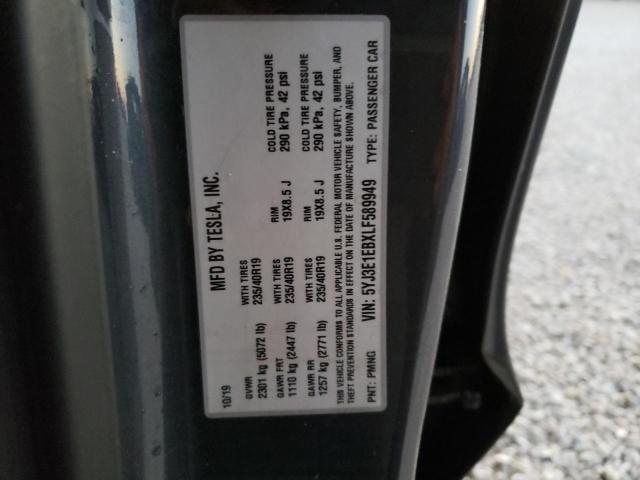 MFD BY TESLA, INC.
10/19
GVWR WITH TIRES RIM COLD TIRE PRESSURE
2301 kg (5072 lb) 235/40R19 19X8.5 J 290 kPa, 42 psi
GAWR FRT
1110 kg (2447 lb) 235/40R19
GAWR RR WITH TIRES RIM COLD TIRE PRESSURE
1257 kg (2771 lb) 235/40R19 19X8.5 J 290 kPa, 42 psi
THIS VEHICLE CONFORMS TO ALL APPLICABLE U.S. FEDERAL MOTOR VEHICLE SAFETY, BUMPER, AND
THEFT PREVENTION STANDARDS IN EFFECT ON THE DATE OF MANUFACTURE SHOWN ABOVE.
PNT: PMNG VIN: 5YJ3E1EBXLF589949 TYPE: PASSENGER CAR